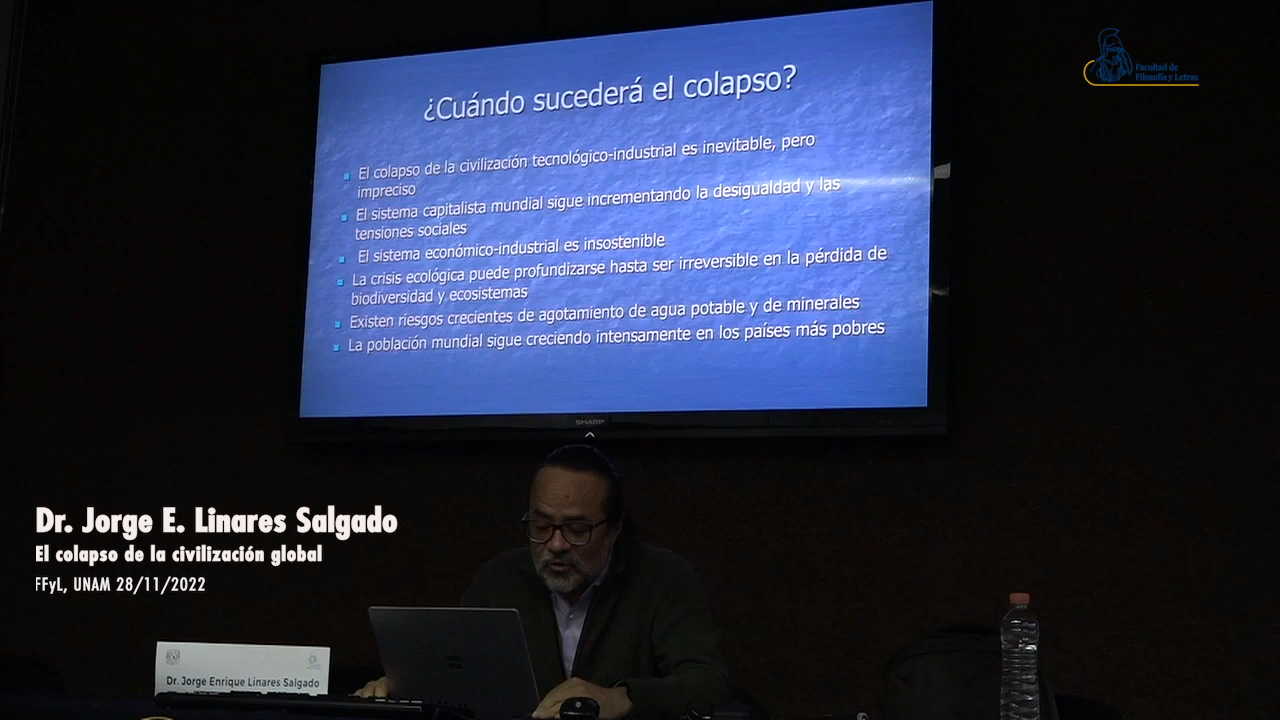 ¿Cuándo sucederá el colapso?
El colapso de la civilización tecnológico-industrial es inevitable, pero
impreciso
El sistema capitalista mundial sigue incrementando la desigualdad y las
tensiones sociales
El sistema económico-industrial es insostenible
La crisis ecológica puede profundizarse hasta ser irreversible en la pérdida de
biodiversidad y ecosistemas
Existen riesgos crecientes de agotamiento de agua potable y de minerales
La población mundial sigue creciendo intensamente en los países más pobres
Facultad de
Filosofía y Letras
SHARP
Dr. Jorge E. Linares Salgado
El colapso de la civilización global
FFyL, UNAM 28/11/2022
Dr. Jorge Enrique Linares Salgado